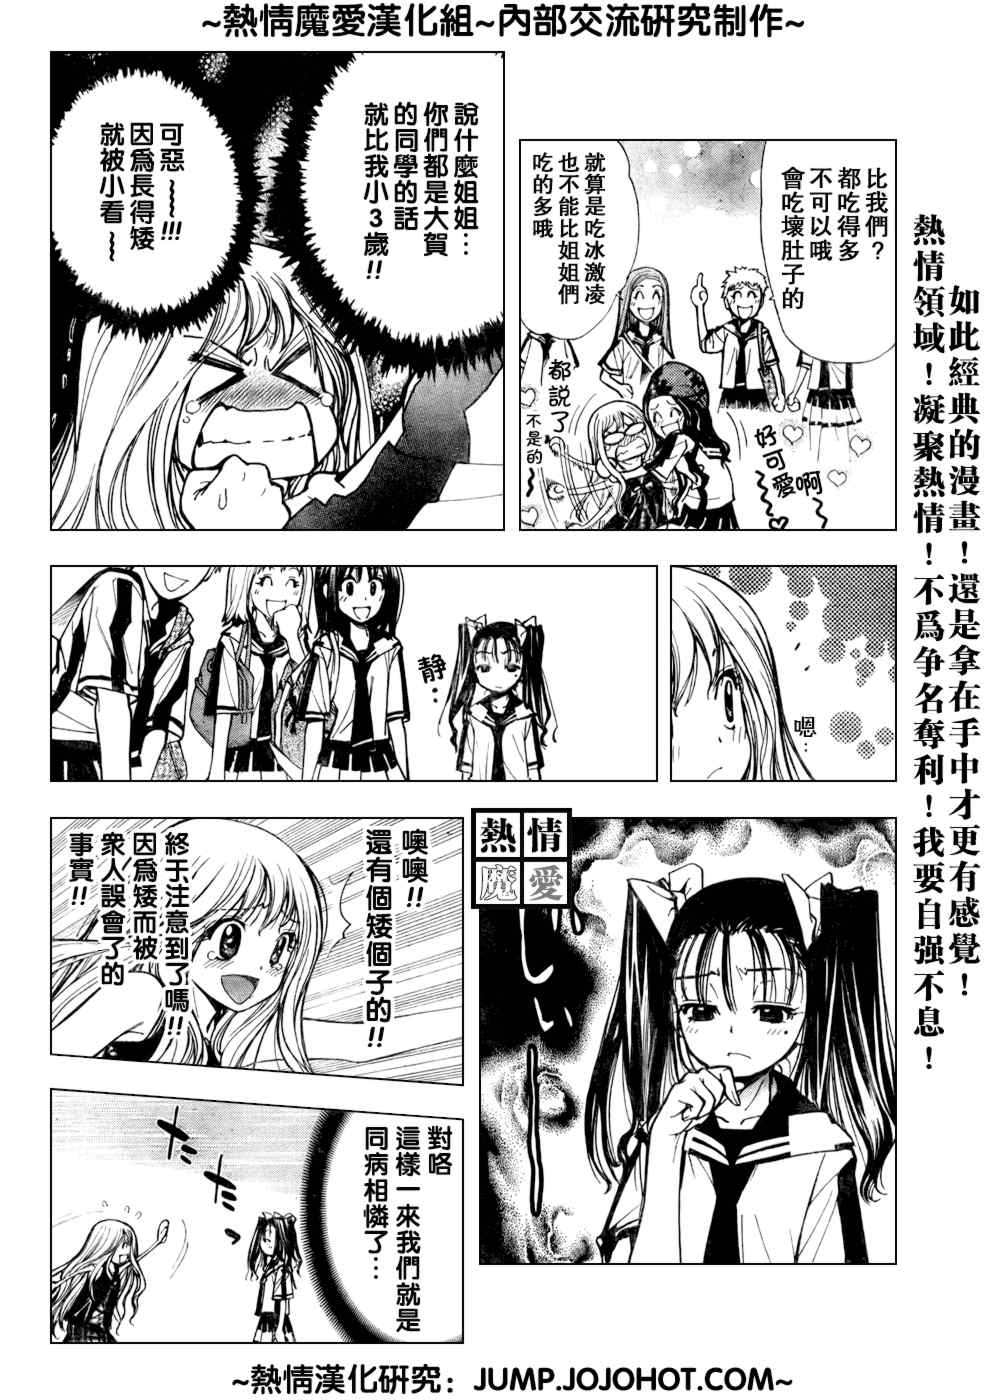 ~熱情魔愛漢化組~內部交流研究制作~
比我們？
都吃得多
不可以哦
會吃壞肚子的
就算是吃冰激凌
也不能比姐姐們
吃的多哦
都説了
不是的
好可愛啊
說什麼姐姐…
你們都是大賀
的同學的話
就比我小3歲!!
可惡~~!!!
因爲長得矮
就被小看~
嗯…
靜…
熱情
魔愛
噢噢!!
還有個矮個子的!!
終于注意到了嗎!!
因為矮而被
衆人誤會了的
事實!!
對咯
這樣一來我們就是
同病相憐了…
如此經典的漫畫！還是拿在手中才更有感覺！
熱情領域！凝聚熱情！不爲争名奪利！我要自强不息！
~熱情漢化研究：JUMP.JOJOHOT.COM~